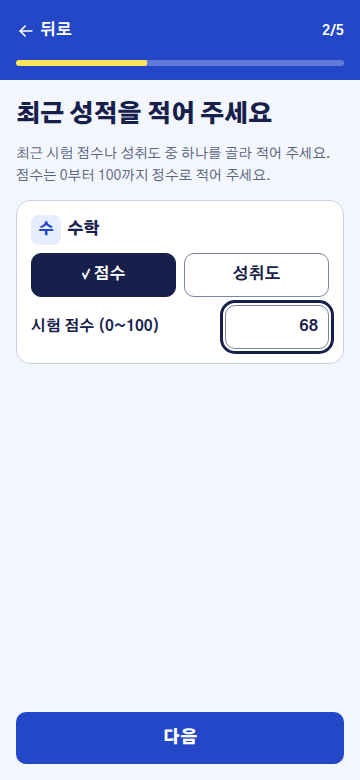 ← 뒤로
2/5
최근 성적을 적어 주세요
최근 시험 점수나 성취도 중 하나를 골라 적어 주세요.
점수는 0부터 100까지 정수로 적어 주세요.
수 수학
✓ 점수
성취도
시험 점수 (0~100)
68
다음